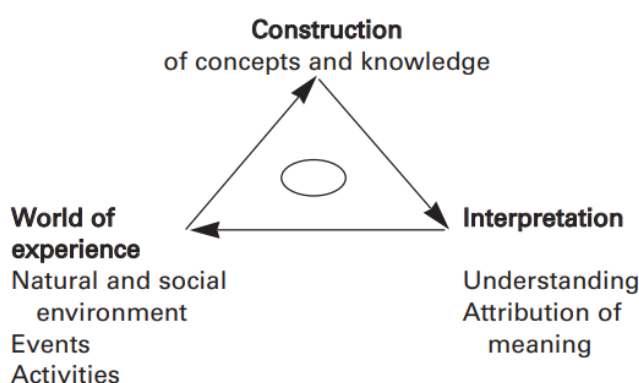 Construction
of concepts and knowledge
World of
experience
Natural and social
environment
Events
Activities
Interpretation
Understanding
Attribution of
meaning